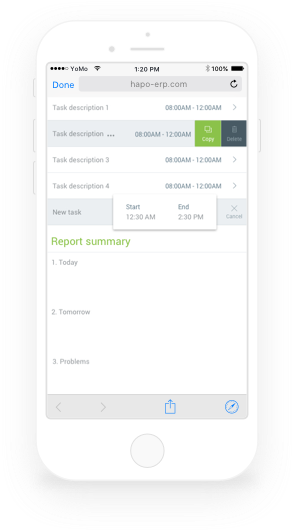 YoMo 1:20 PM 100%
Done hapo-erp.com
Task description 1 08:00AM - 12:00AM
Task description ... 08:00AM - 12:00AM Copy Delete
Task description 3 08:00AM - 12:00AM
Task description 4 08:00AM - 12:00AM
Start End
New task 12:30 AM 2:30 PM Cancel
Report summary
1. Today
2. Tomorrow
3. Problems